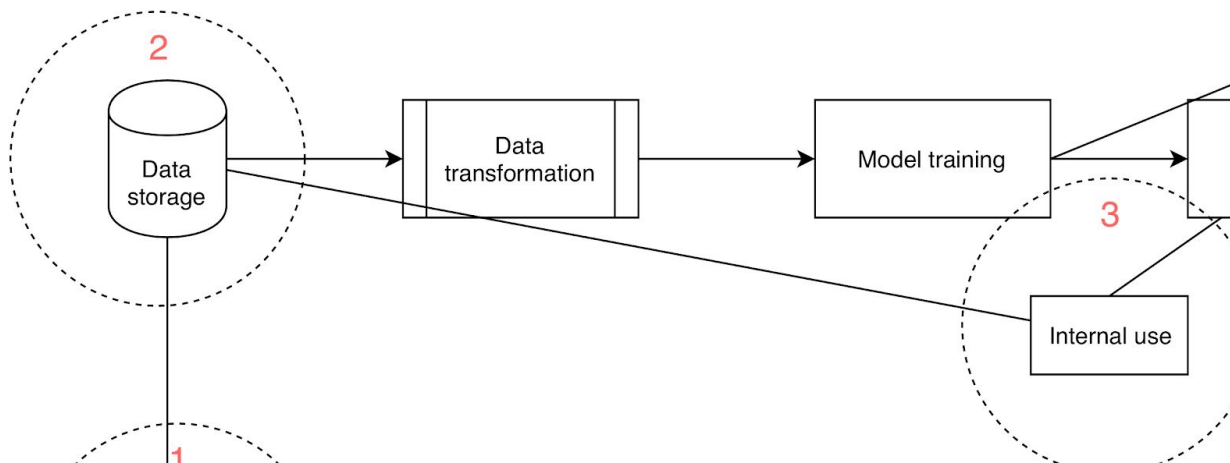 2
Data
storage
Data
transformation
Model training
3
Internal use
1